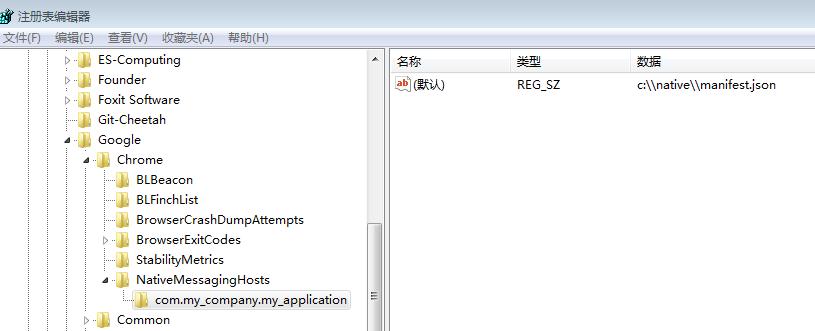 注册表编辑器
文件(F) 编辑(E) 查看(V) 收藏夹(A) 帮助(H)
ES-Computing
Founder
Foxit Software
Git-Cheetah
Google
Chrome
BLBeacon
BLFinchList
BrowserCrashDumpAttempts
BrowserExitCodes
StabilityMetrics
NativeMessagingHosts
com.my_company.my_application
Common
名称 类型 数据
ab (默认) REG_SZ c:\\native\\manifest.json